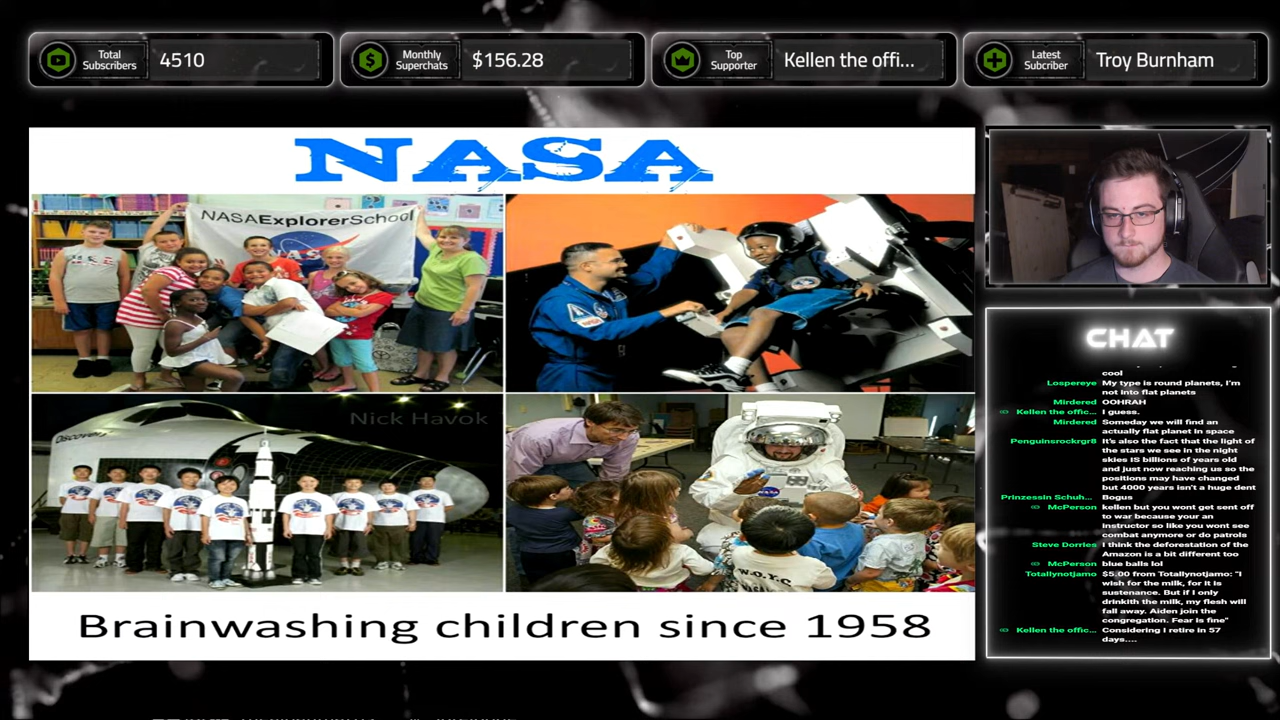 Total
Subscribers
4510
Monthly
Superchats
$156.28
Top
Supporter
Kellen the offi...
Latest
Subcriber
Troy Burnham
NASA
NASAExplorerSchool
NASA
Discovery
Nick Havok
W.O.Y.C
Brainwashing children since 1958
CHAT
cool
Lospereye My type is round planets, I'm
not into flat planets
Mirdered OOHRAH
Kellen the offic... I guess.
Mirdered Someday we will find an
actually flat planet in space
Penguinsrockrgr8 It's also the fact that the light of
the stars we see in the night
skies IS billions of years old
and just now reaching us so the
positions may have changed
but 4000 years isn't a huge dent
Prinzessin Schuh... Bogus
McPerson kellen but you wont get sent off
to war because your an
instructor so like you wont see
combat anymore or do patrols
Steve Dorries I think the deforestation of the
Amazon is a bit different too
McPerson blue balls lol
Totallynotjamo $5.00 from Totallynotjamo: "I
wish for the milk, for it is
sustenance. But if I only
drinkith the milk, my flesh will
fall away. Aiden join the
congregation. Fear is fine"
Kellen the offic... Considering I retire in 57
days....